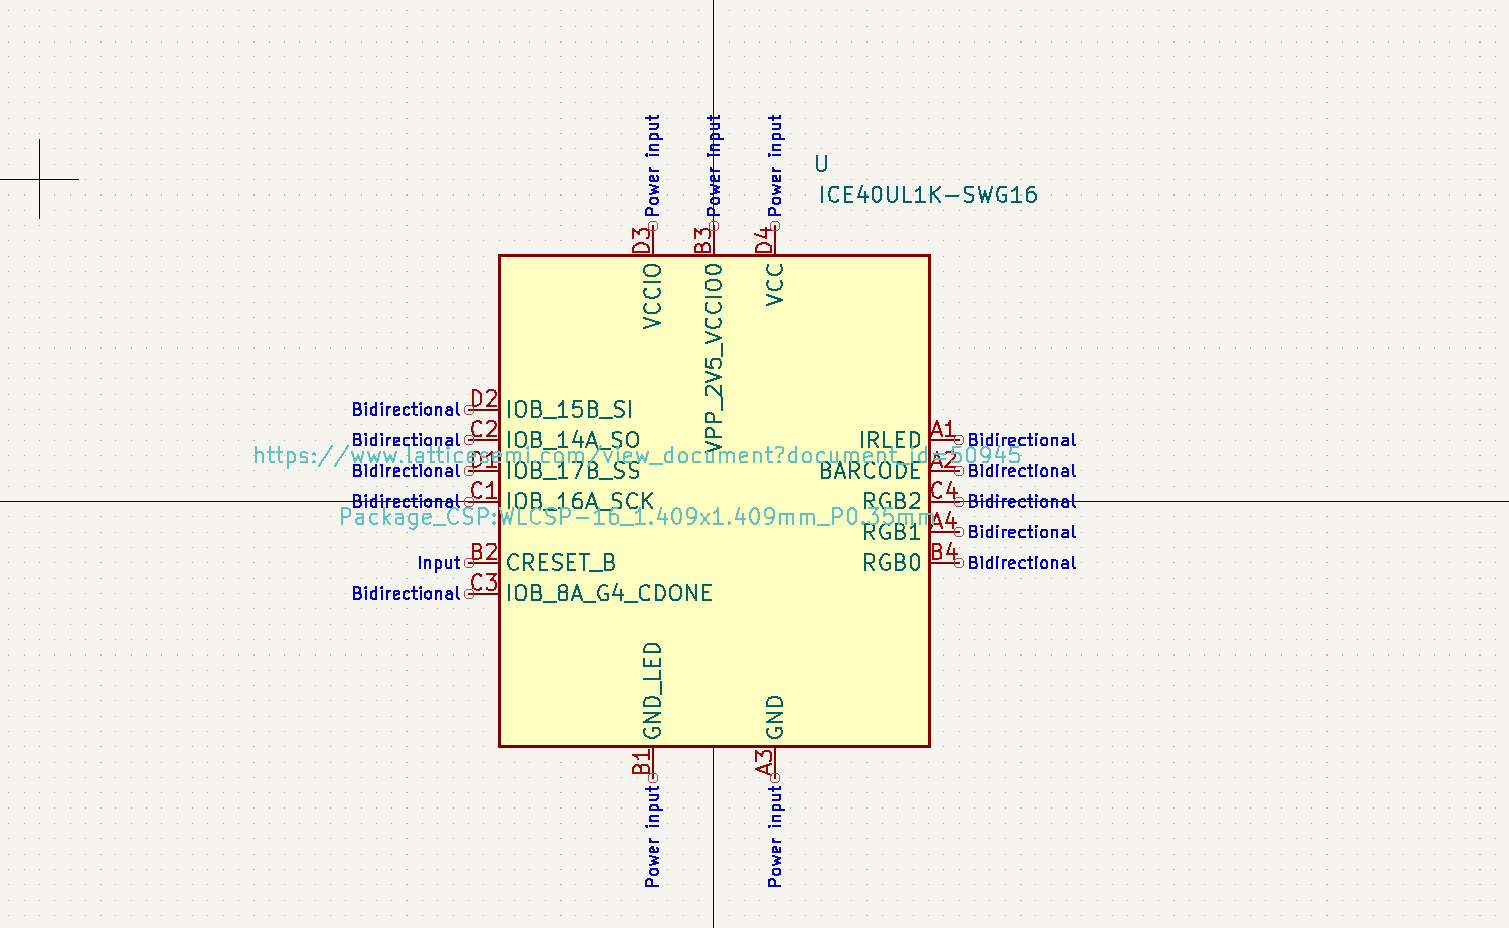 Power input
Power input
Power input
U
ICE40UL1K-SWG16
D3
B3
D4
VCCIO
VPP_2V5_VCCIO0
VCC
Bidirectional D2 IOB_15B_SI
Bidirectional C2 IOB_14A_SO
IRLED A1 Bidirectional
https://www.latticesemi.com/view_document?document_id=50945
Bidirectional D1 IOB_17B_SS
BARCODE A2 Bidirectional
Bidirectional C1 IOB_16A_SCK
RGB2 C4 Bidirectional
Package_CSP:WLCSP-16_1.409x1.409mm_P0.35mm
RGB1 A4 Bidirectional
Input B2 CRESET_B
RGB0 B4 Bidirectional
Bidirectional C3 IOB_8A_G4_CDONE
GND_LED
GND
B1
A3
Power input
Power input